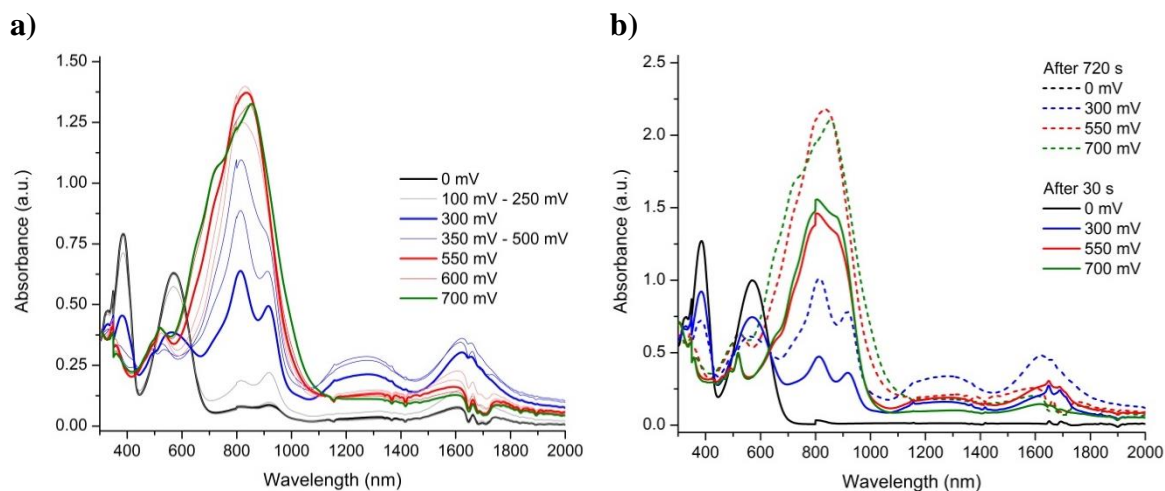 a)
1.50
1.25
1.00
0.75
0.50
0.25
0.00
Absorbance (a.u.)
400 600 800 1000 1200 1400 1600 1800 2000
Wavelength (nm)
0 mV
100 mV - 250 mV
300 mV
350 mV - 500 mV
550 mV
600 mV
700 mV
b)
2.5
2.0
1.5
1.0
0.5
0.0
Absorbance (a.u.)
400 600 800 1000 1200 1400 1600 1800 2000
Wavelength (nm)
After 720 s
0 mV
300 mV
550 mV
700 mV
After 30 s
0 mV
300 mV
550 mV
700 mV